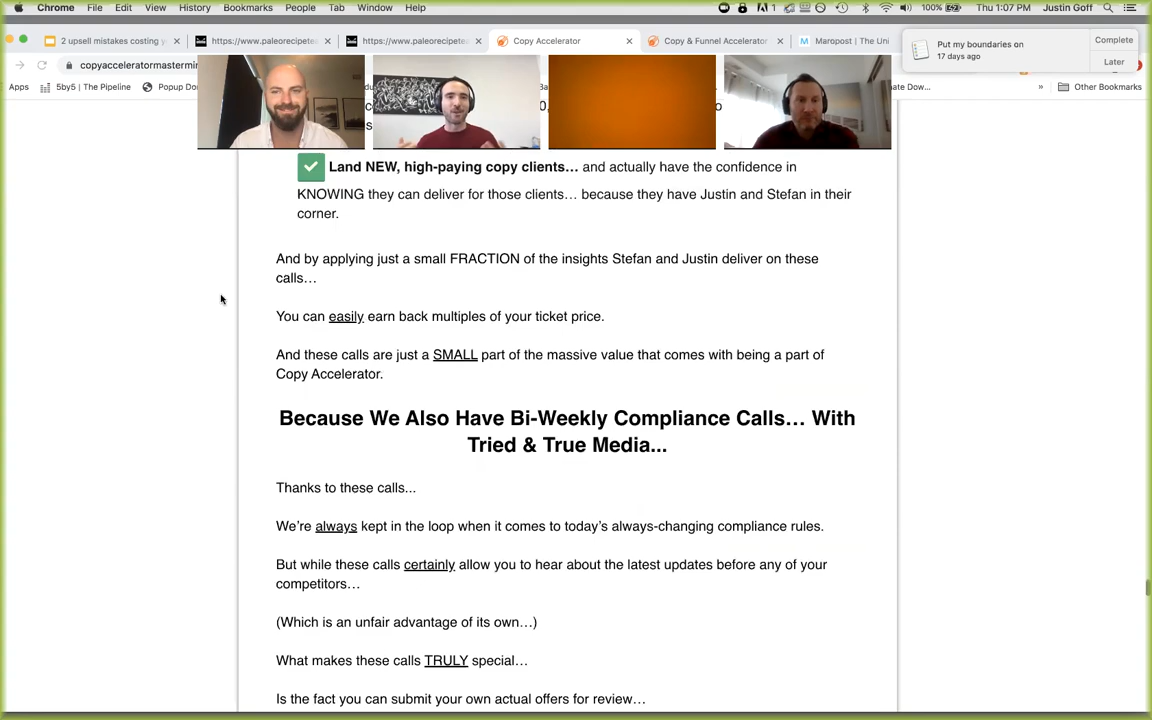 Chrome File Edit View History Bookmarks People Tab Window Help
1 100% Thu 1:07 PM Justin Goff
2 upsell mistakes costing y × https://www.paleorecipetea × https://www.paleorecipetea × Copy Accelerator × Copy & Funnel Accelerator × Maropost | The Uni
Put my boundaries on
17 days ago
Complete
Later
copyacceleratormastermin
Apps 5by5 | The Pipeline Popup Do ate Dow... » Other Bookmarks
Land NEW, high-paying copy clients… and actually have the confidence in
KNOWING they can deliver for those clients… because they have Justin and Stefan in their
corner.
And by applying just a small FRACTION of the insights Stefan and Justin deliver on these
calls…
You can easily earn back multiples of your ticket price.
And these calls are just a SMALL part of the massive value that comes with being a part of
Copy Accelerator.
Because We Also Have Bi-Weekly Compliance Calls… With
Tried & True Media...
Thanks to these calls...
We're always kept in the loop when it comes to today's always-changing compliance rules.
But while these calls certainly allow you to hear about the latest updates before any of your
competitors…
(Which is an unfair advantage of its own…)
What makes these calls TRULY special…
Is the fact you can submit your own actual offers for review…